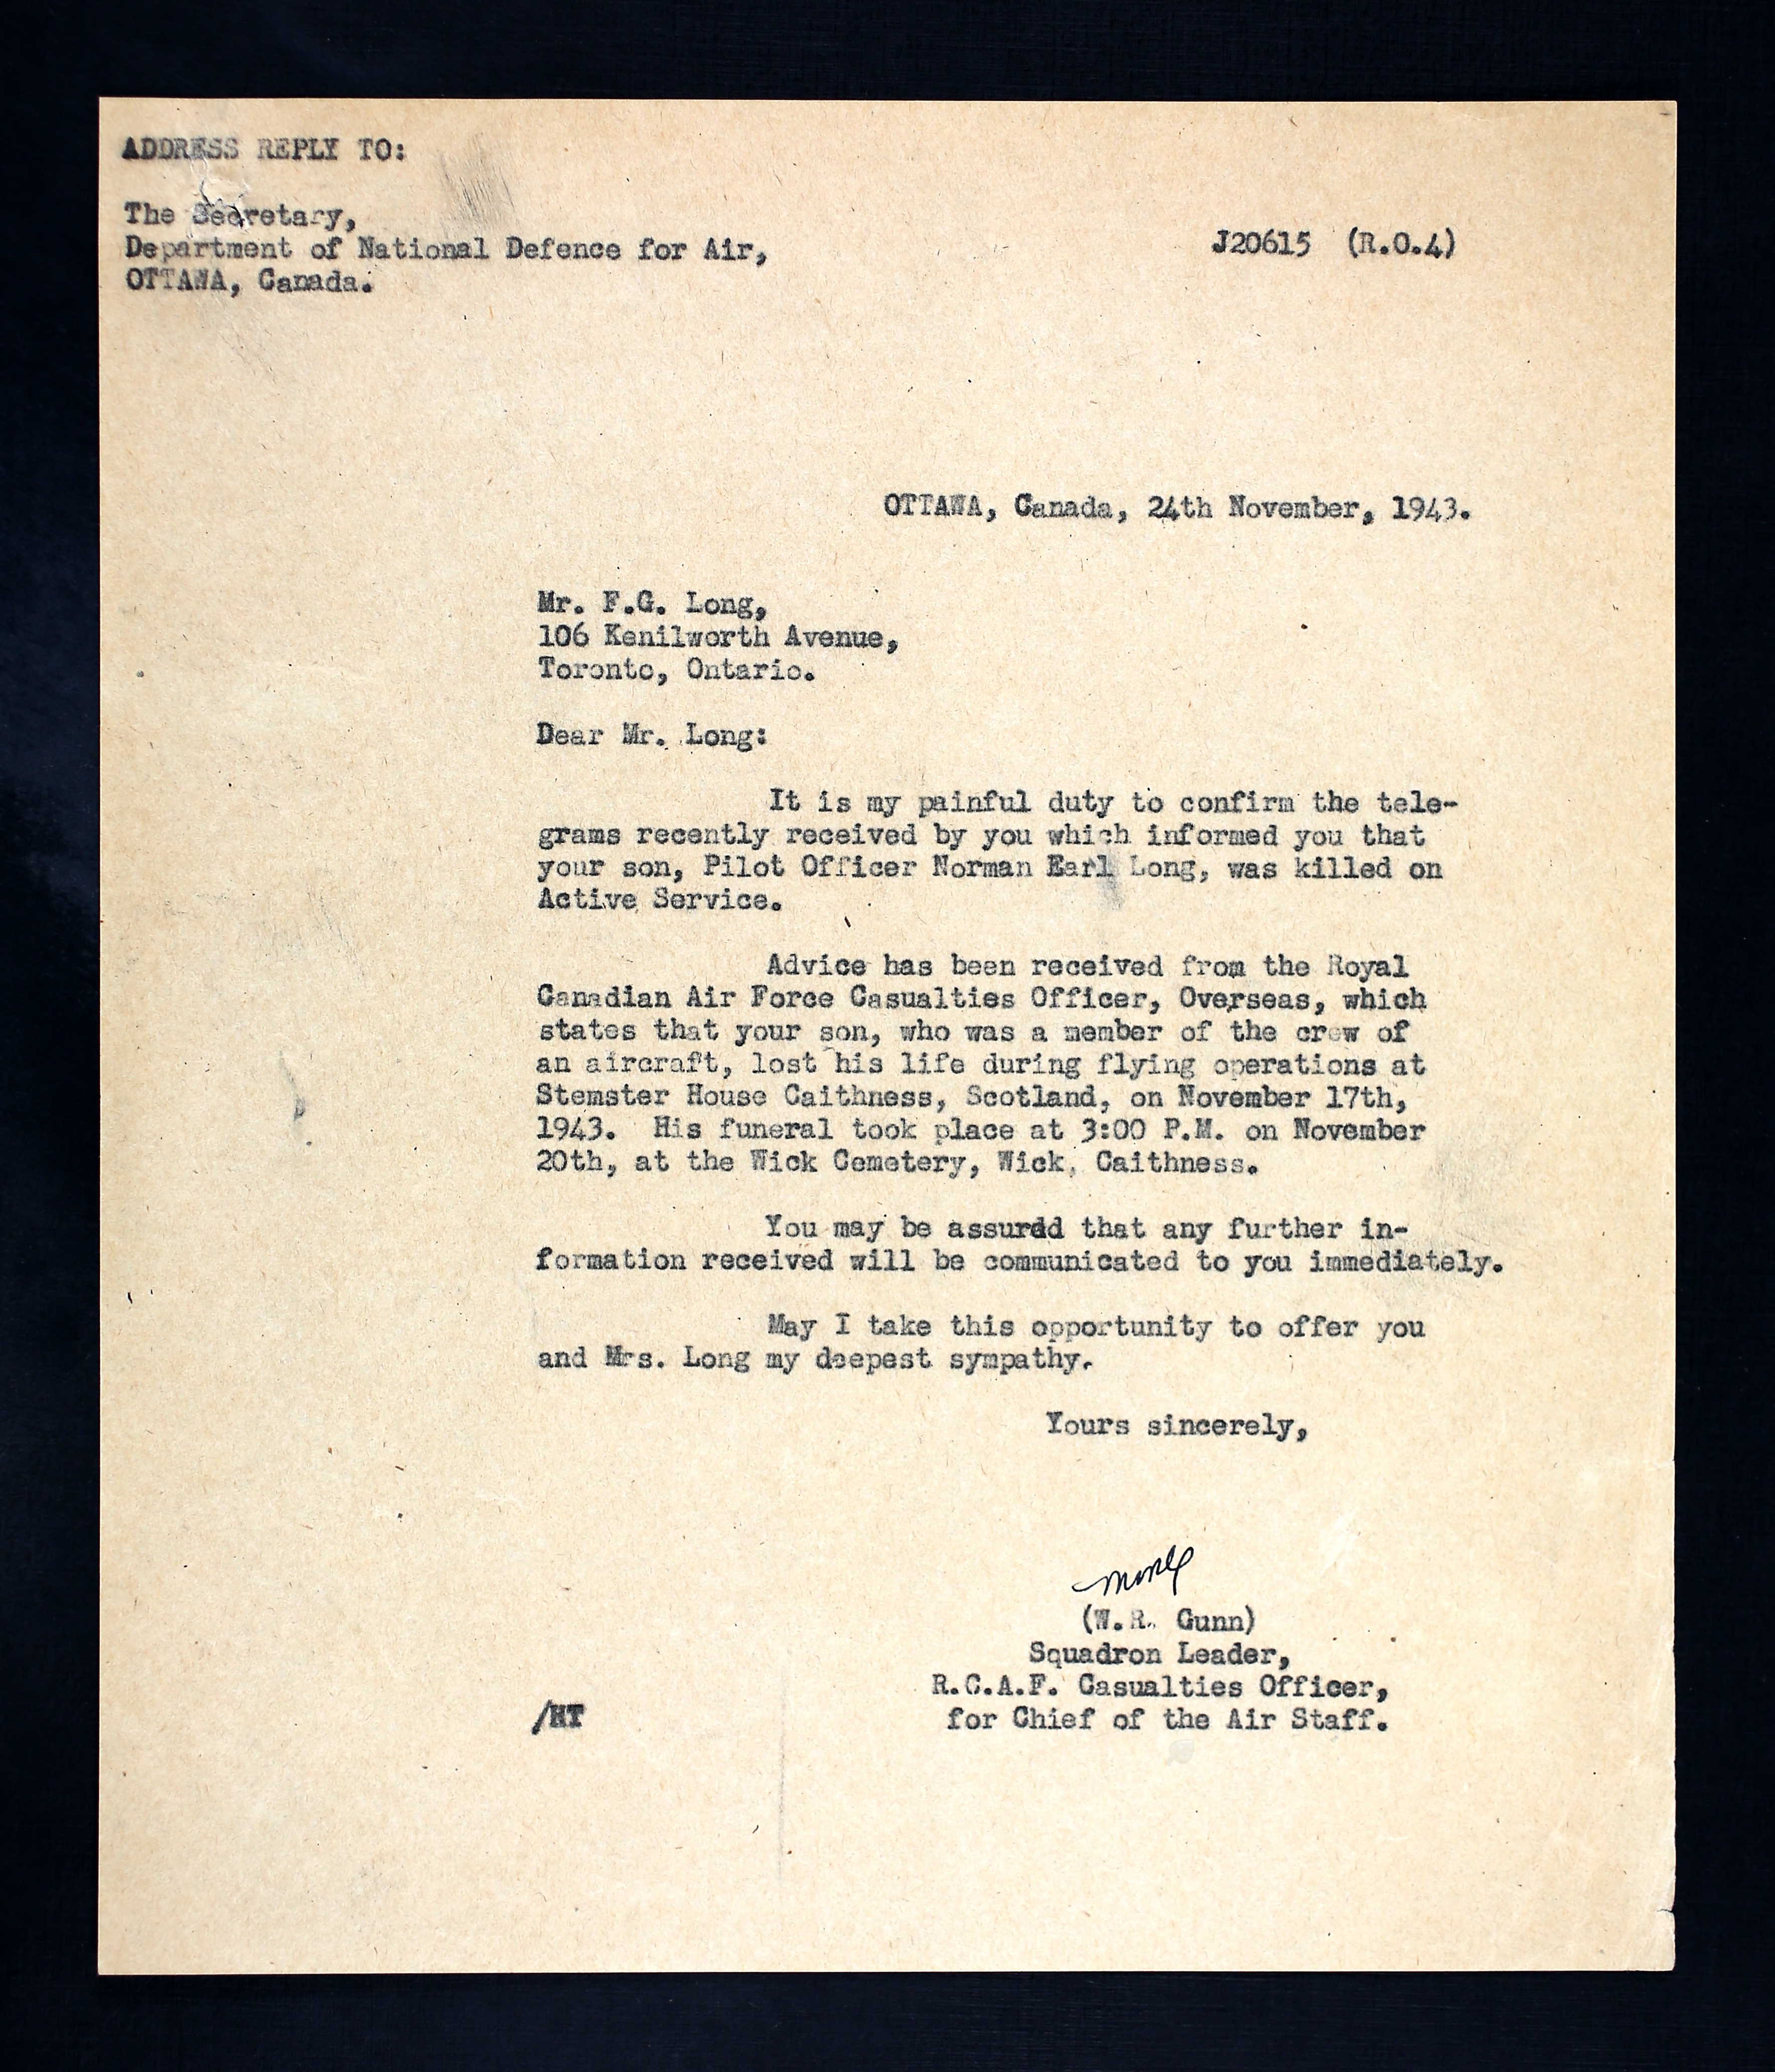 ADDRESS REPLY TO:
The Secretary,
Department of National Defence for Air,
OTTAWA, Canada.
J20615 (R.O.4)
OTTAWA, Canada, 24th November, 1943.
Mr. F.G. Long,
106 Kenilworth Avenue,
Toronto, Ontario.
Dear Mr. Long:
It is my painful duty to confirm the tele-
grams recently received by you which informed you that
your son, Pilot Officer Norman Earl Long, was killed on
Active Service.
Advice has been received from the Royal
Canadian Air Force Casualties Officer, Overseas, which
states that your son, who was a member of the crew of
an aircraft, lost his life during flying operations at
Stemster House Caithness, Scotland, on November 17th,
1943. His funeral took place at 3:00 P.M. on November
20th, at the Wick Cemetery, Wick, Caithness.
You may be assured that any further in-
formation received will be communicated to you immediately.
May I take this opportunity to offer you
and Mrs. Long my deepest sympathy.
Yours sincerely,
(W.R. Gunn)
Squadron Leader,
R.C.A.F. Casualties Officer,
for Chief of the Air Staff.
/HT